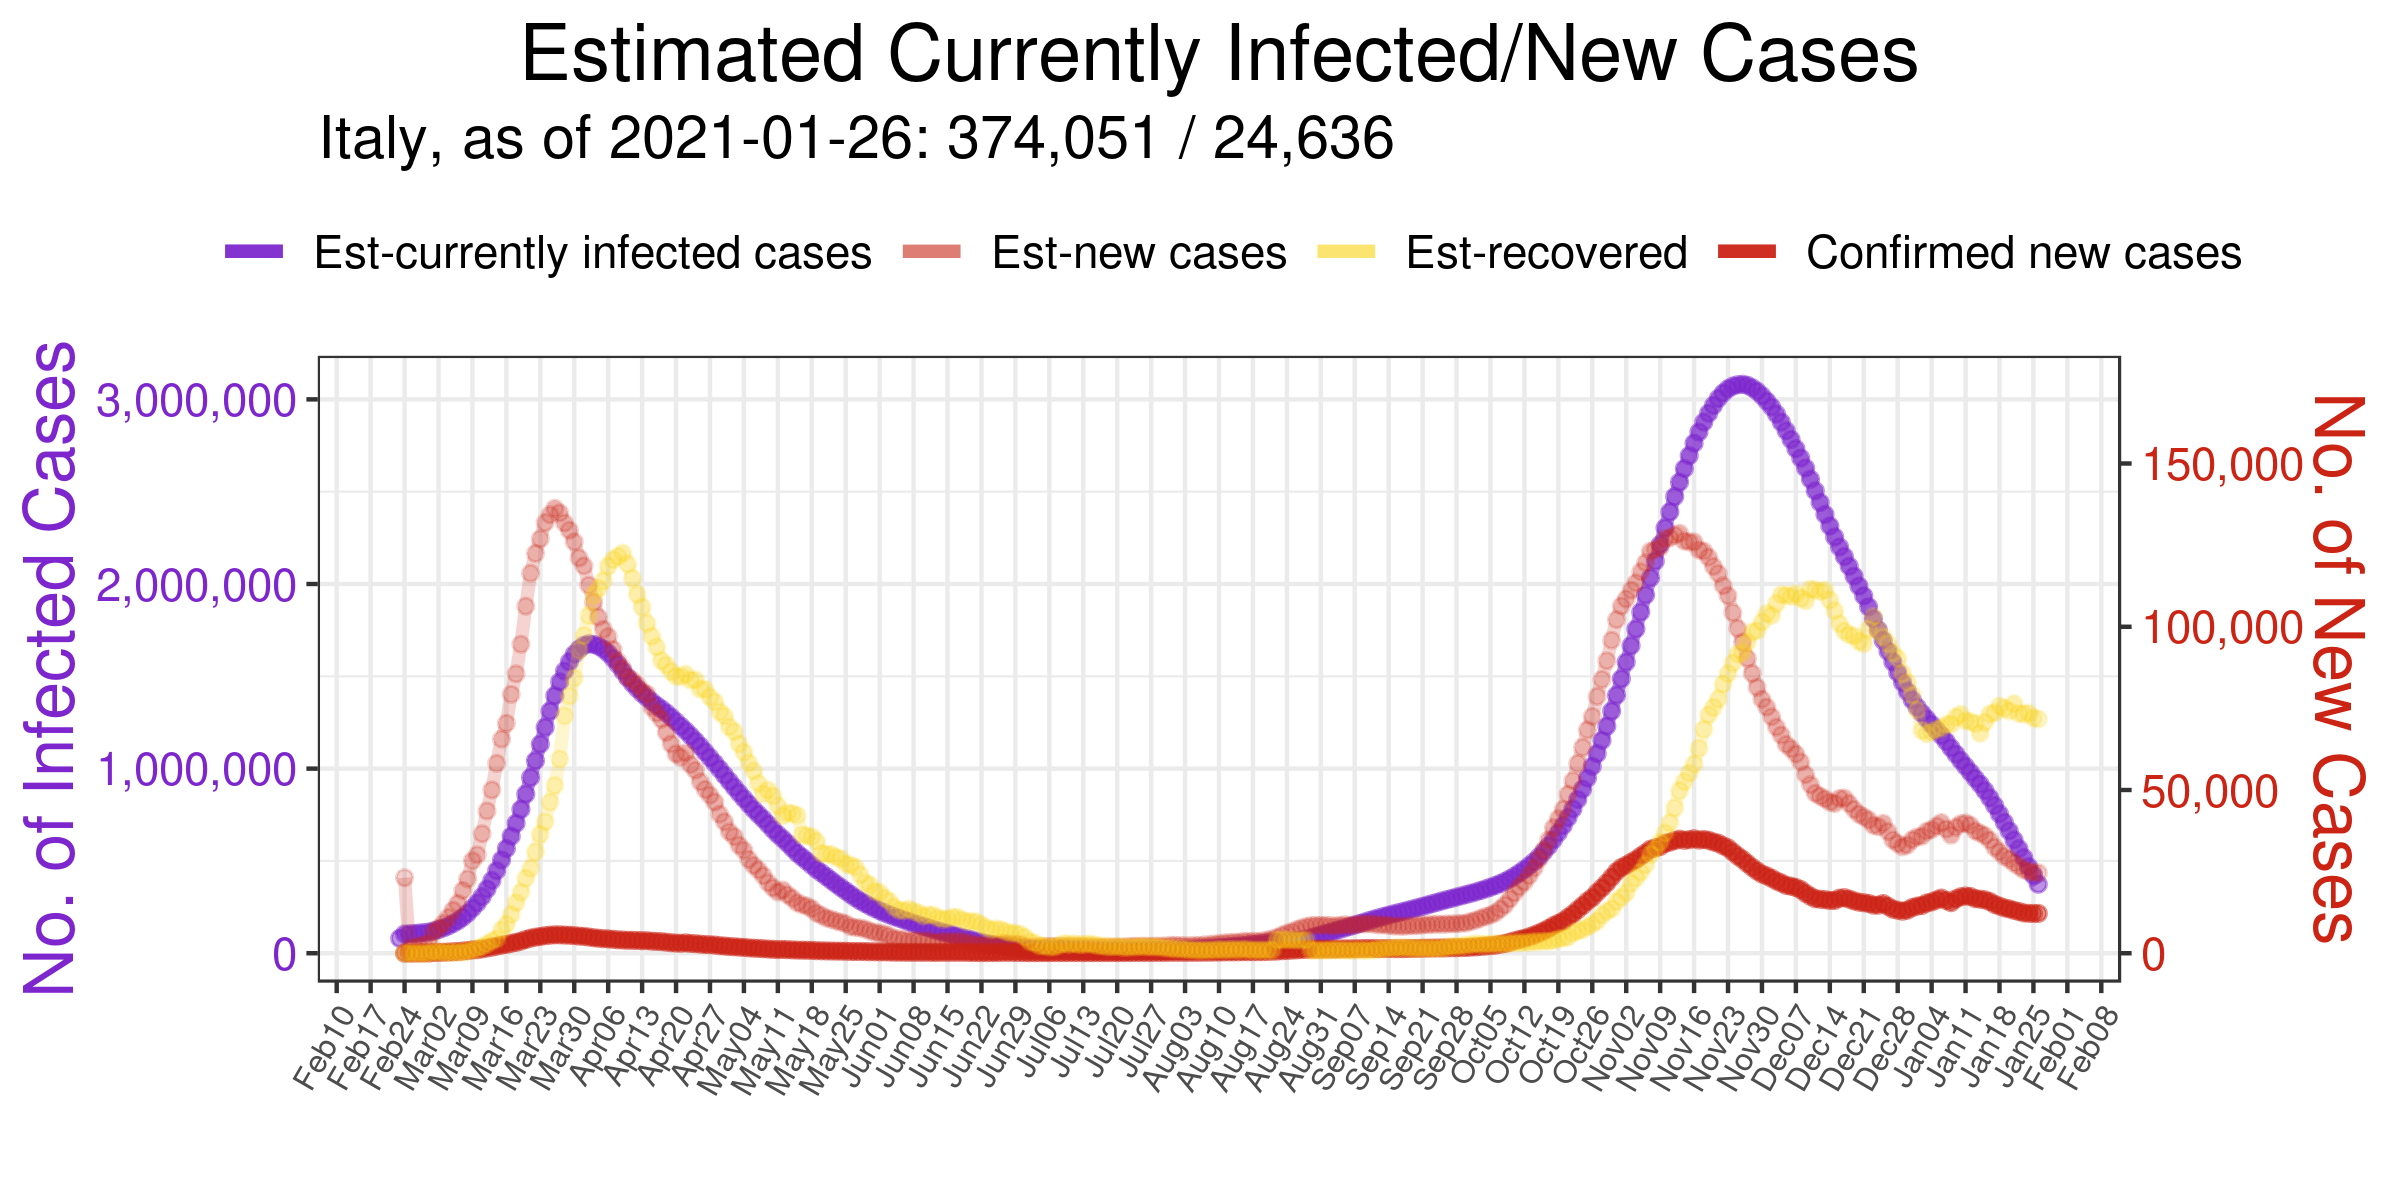 Estimated Currently Infected/New Cases
Italy, as of 2021-01-26: 374,051 / 24,636
Est-currently infected cases Est-new cases Est-recovered Confirmed new cases
No. of Infected Cases
3,000,000
2,000,000
1,000,000
0
150,000
100,000
50,000
0
No. of New Cases
Feb10 Feb17 Feb24 Mar02 Mar09 Mar16 Mar23 Mar30 Apr06 Apr13 Apr20 Apr27 May04 May11 May18 May25 Jun01 Jun08 Jun15 Jun22 Jun29 Jul06 Jul13 Jul20 Jul27 Aug03 Aug10 Aug17 Aug24 Aug31 Sep07 Sep14 Sep21 Sep28 Oct05 Oct12 Oct19 Oct26 Nov02 Nov09 Nov16 Nov23 Nov30 Dec07 Dec14 Dec21 Dec28 Jan04 Jan11 Jan18 Jan25 Feb01 Feb08